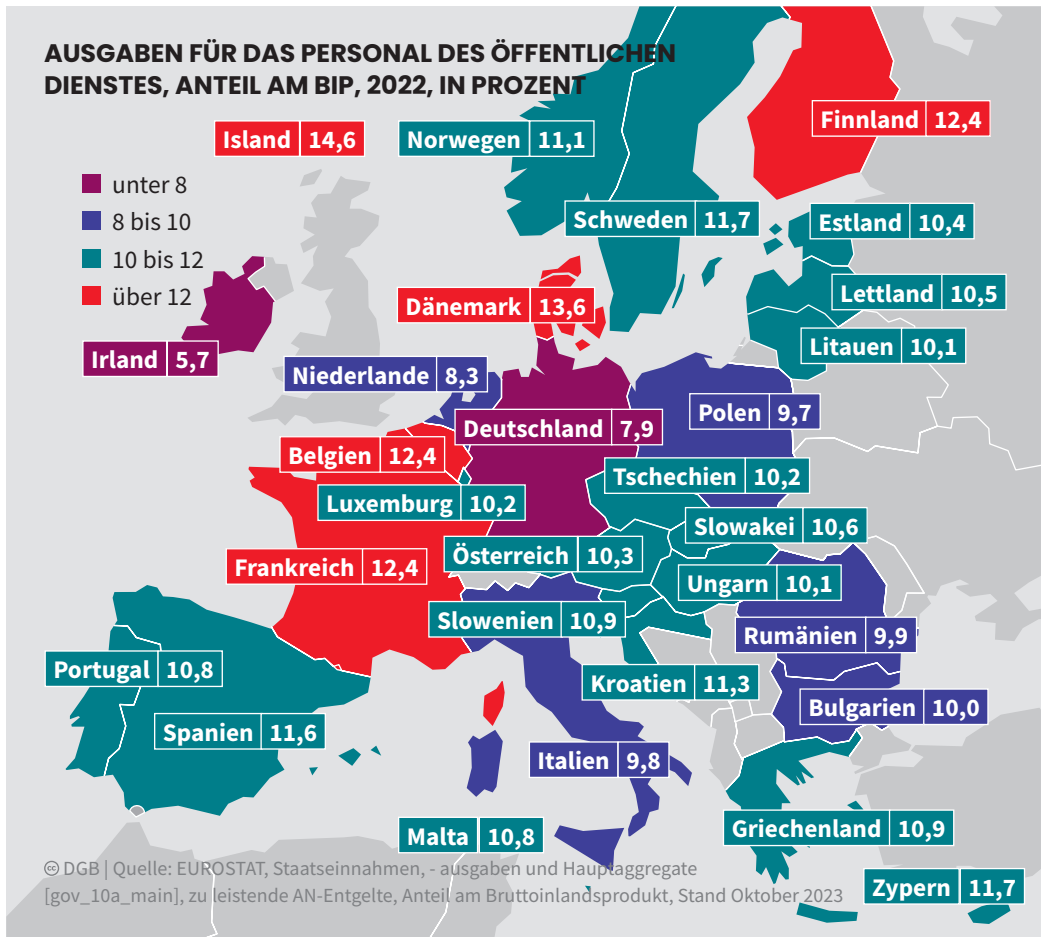 AUSGABEN FÜR DAS PERSONAL DES ÖFFENTLICHEN
DIENSTES, ANTEIL AM BIP, 2022, IN PROZENT
Island 14,6
Norwegen 11,1
Finnland 12,4
unter 8
8 bis 10
10 bis 12
über 12
Schweden 11,7
Estland 10,4
Lettland 10,5
Dänemark 13,6
Litauen 10,1
Irland 5,7
Niederlande 8,3
Polen 9,7
Deutschland 7,9
Belgien 12,4
Tschechien 10,2
Luxemburg 10,2
Slowakei 10,6
Österreich 10,3
Frankreich 12,4
Ungarn 10,1
Slowenien 10,9
Rumänien 9,9
Portugal 10,8
Kroatien 11,3
Bulgarien 10,0
Spanien 11,6
Italien 9,8
Malta 10,8
Griechenland 10,9
Zypern 11,7
🄯 DGB | Quelle: EUROSTAT, Staatseinnahmen, - ausgaben und Hauptaggregate
[gov_10a_main], zu leistende AN-Entgelte, Anteil am Bruttoinlandsprodukt, Stand Oktober 2023